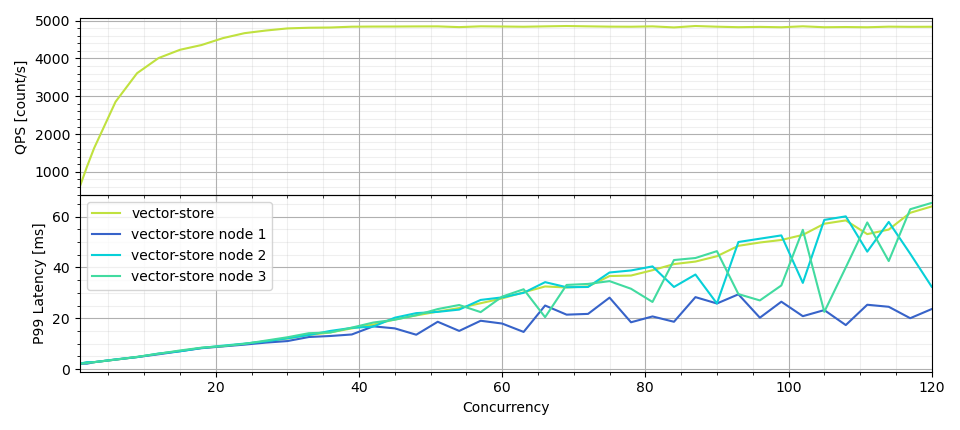 5000
4000
3000
2000
1000
QPS [count/s]
vector-store
vector-store node 1
vector-store node 2
vector-store node 3
60
40
20
0
P99 Latency [ms]
20 40 60 80 100 120
Concurrency